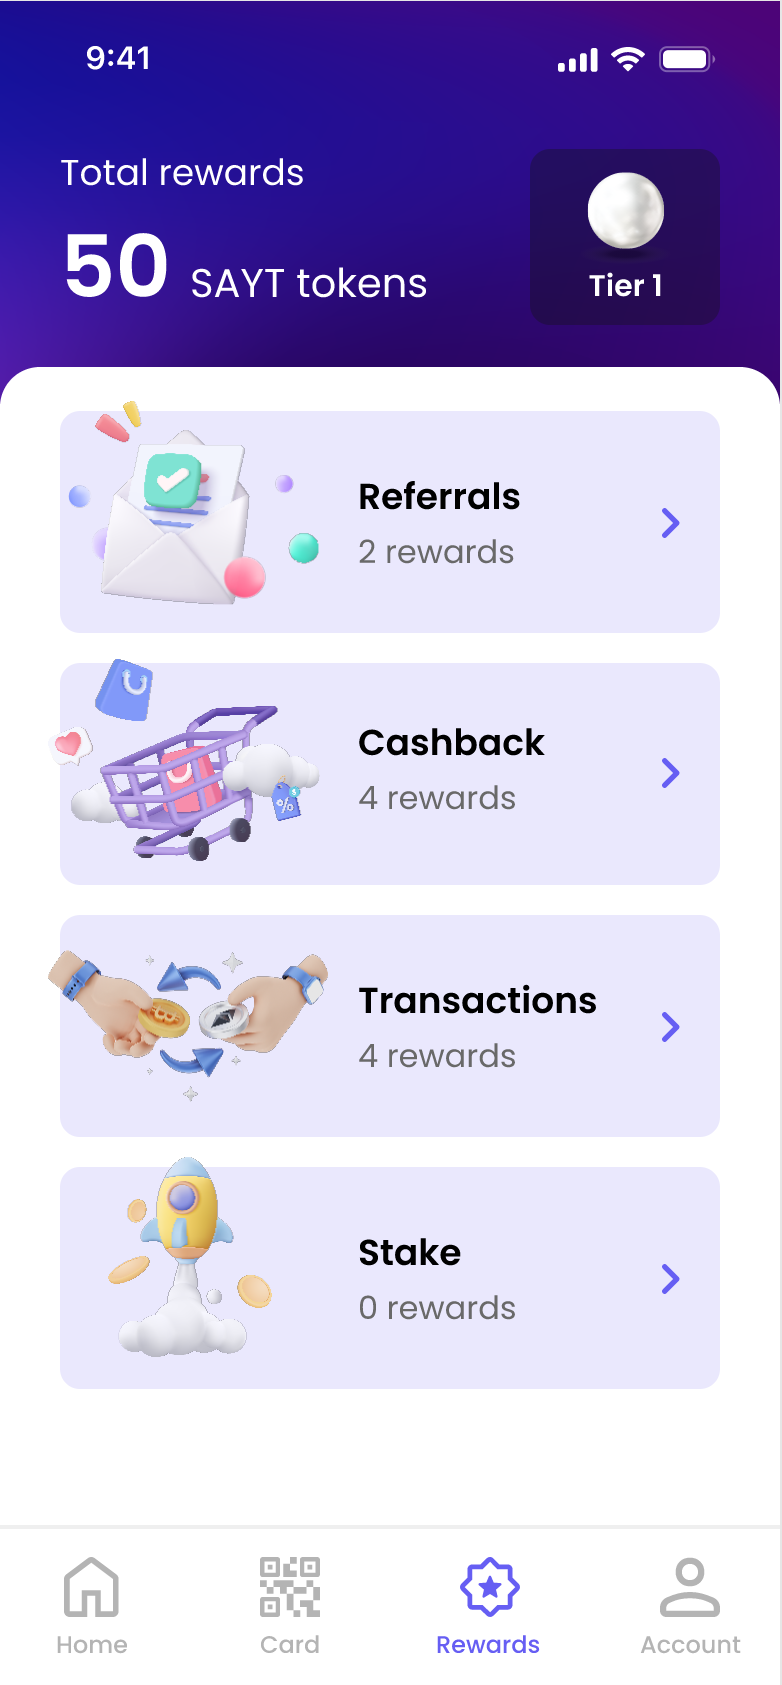 9:41
Total rewards
50 SAYT tokens
Tier 1
Referrals
2 rewards
Cashback
4 rewards
Transactions
4 rewards
Stake
0 rewards
Home
Card
Rewards
Account